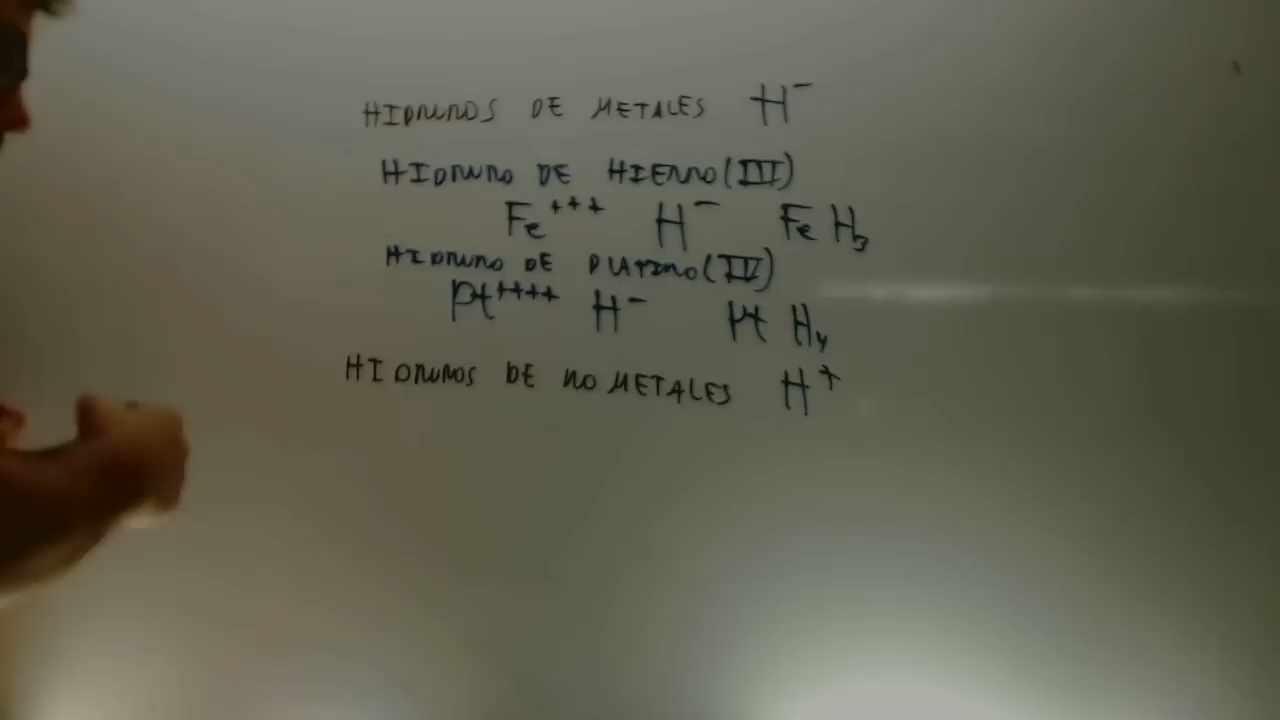 HIDRUROS DE METALES H⁻
HIDRURO DE HIERRO (III)
Fe⁺⁺⁺ H⁻ Fe H₃
HIDRURO DE PLATINO (IV)
Pt⁺⁺⁺⁺ H⁻ Pt H₄
HIDRUROS DE NO METALES H⁺